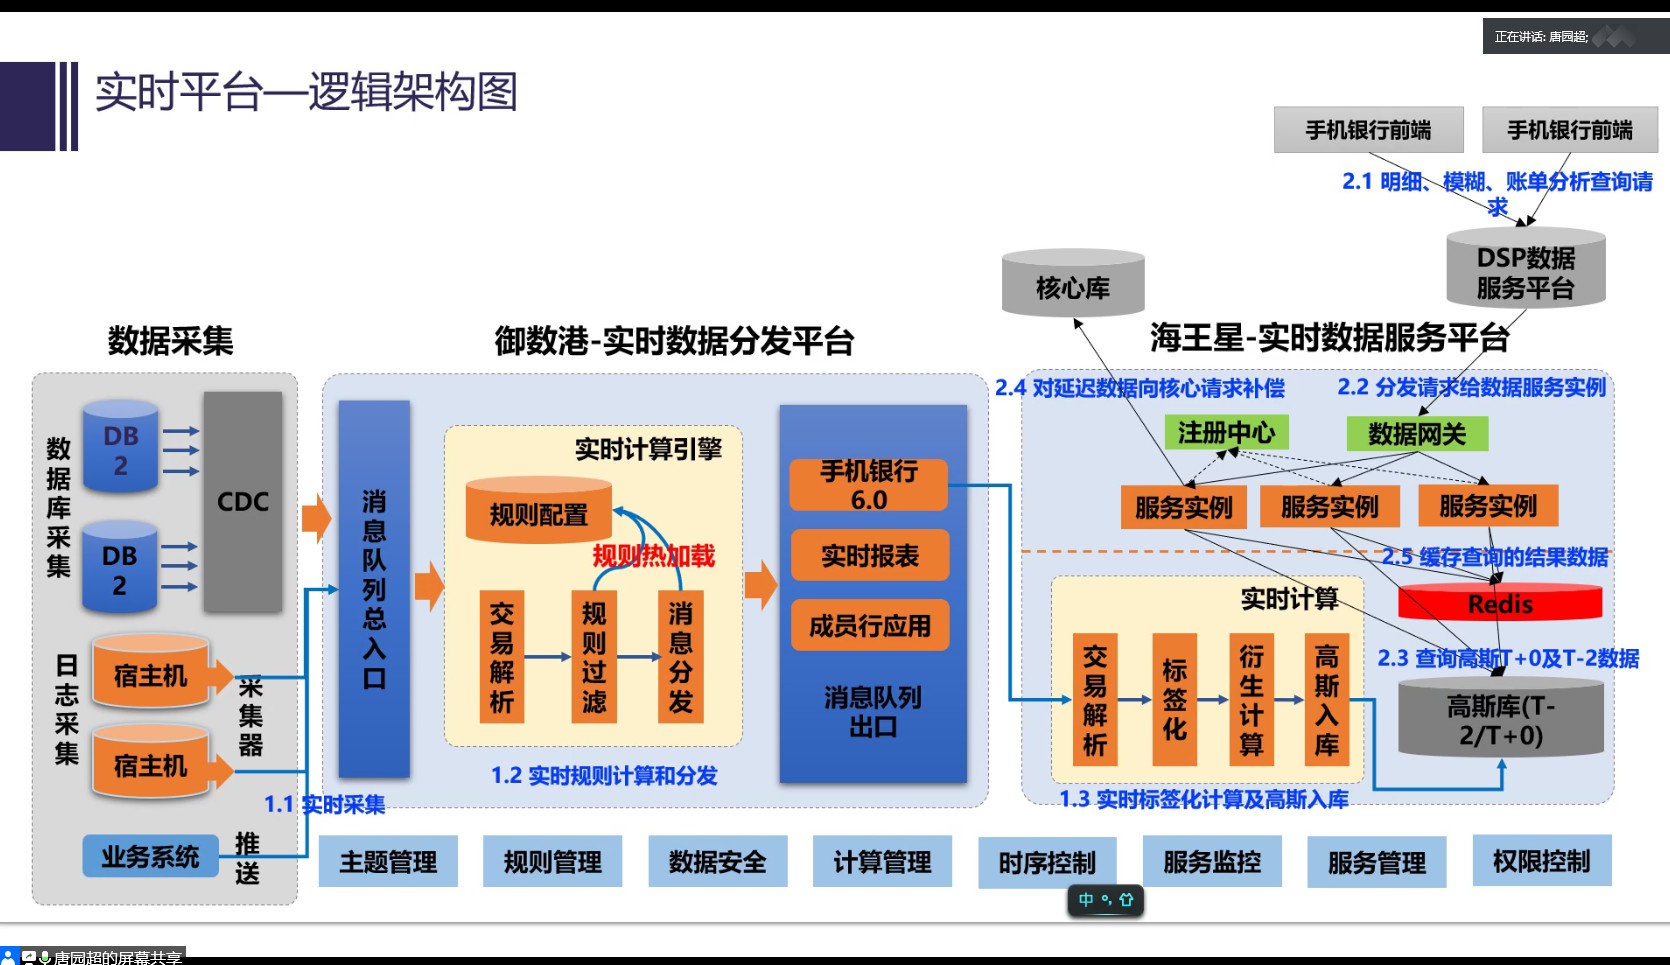 正在讲话: 唐园超;
实时平台—逻辑架构图
手机银行前端
手机银行前端
2.1 明细、模糊、账单分析查询请
求
DSP数据
服务平台
核心库
数据采集
御数港-实时数据分发平台
海王星-实时数据服务平台
数据库采集
DB
2
DB
2
CDC
日志采集
宿主机
宿主机
采集器
业务系统
推送
1.1 实时采集
消息队列总入口
实时计算引擎
规则配置
规则热加载
交易解析
规则过滤
消息分发
1.2 实时规则计算和分发
手机银行
6.0
实时报表
成员行应用
消息队列
出口
2.4 对延迟数据向核心请求补偿
2.2 分发请求给数据服务实例
注册中心
数据网关
服务实例
服务实例
服务实例
2.5 缓存查询的结果数据
Redis
实时计算
交易解析
标签化
衍生计算
高斯入库
2.3 查询高斯T+0及T-2数据
高斯库(T-
2/T+0)
1.3 实时标签化计算及高斯入库
主题管理
规则管理
数据安全
计算管理
时序控制
服务监控
服务管理
权限控制
中 °,
唐园超的屏幕共享